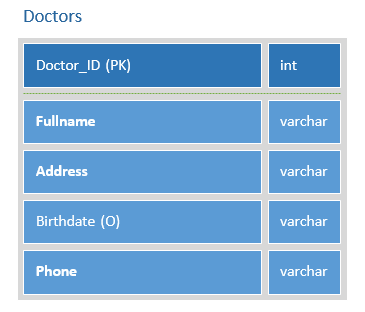 Doctors
Doctor_ID (PK) int
Fullname varchar
Address varchar
Birthdate (O) varchar
Phone varchar